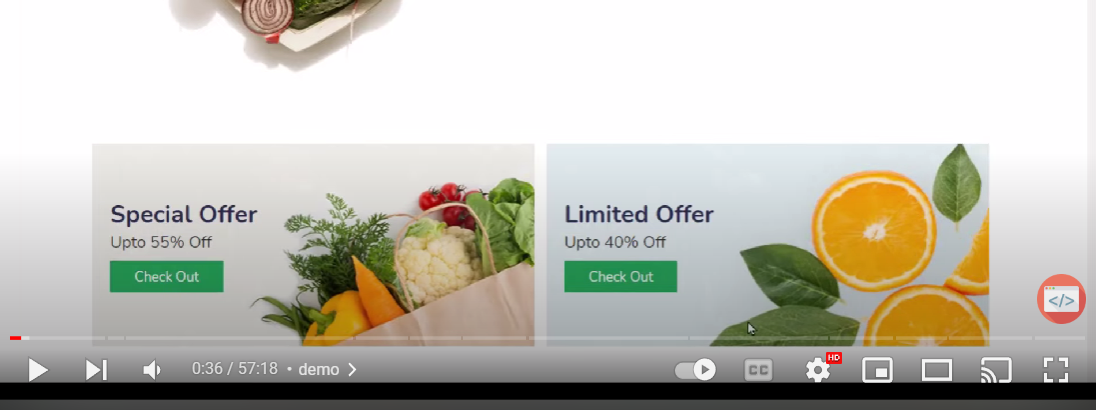 Special Offer
Upto 55% Off
Check Out
Limited Offer
Upto 40% Off
Check Out
</>
0:36 / 57:18 • demo
CC
HD